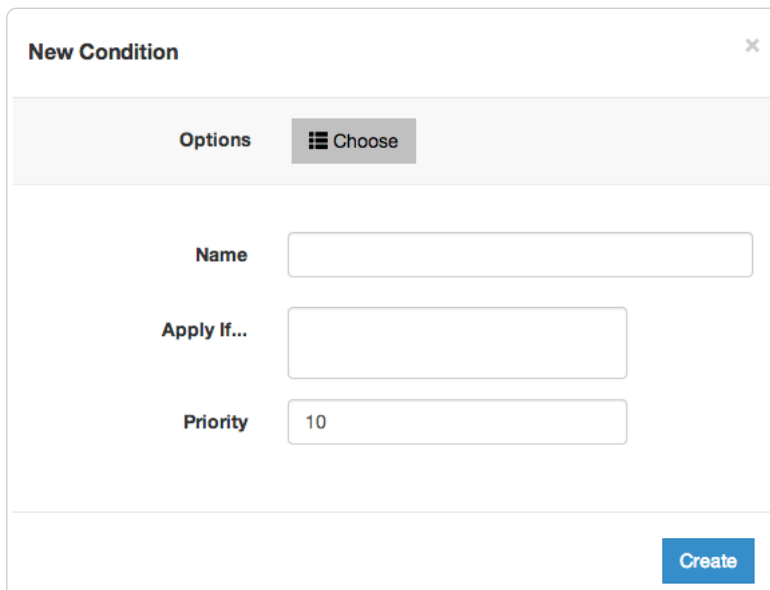 New Condition ×
Options Choose
Name
Apply If...
Priority 10
Create